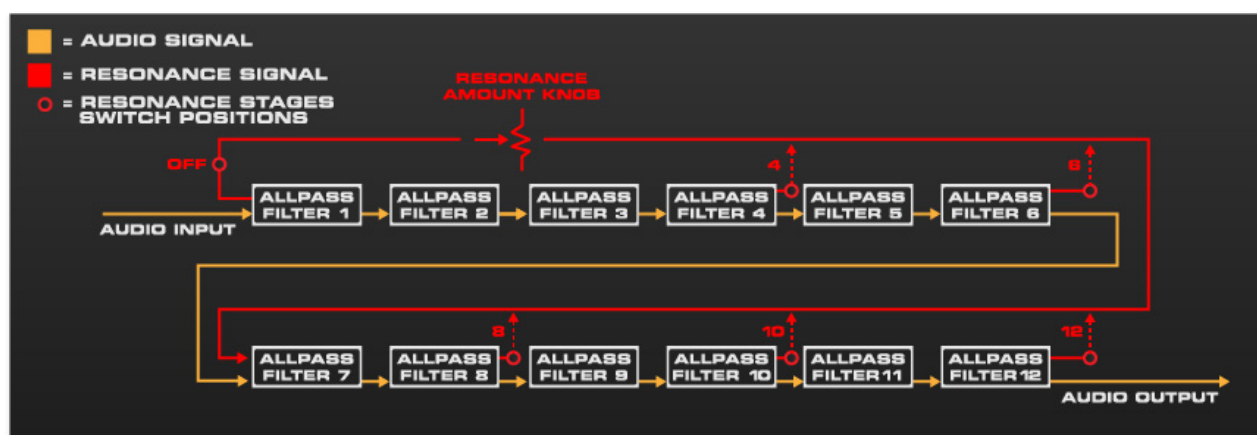 = AUDIO SIGNAL
= RESONANCE SIGNAL
= RESONANCE STAGES
SWITCH POSITIONS
RESONANCE
AMOUNT KNOB
OFF
4
6
ALLPASS
FILTER 1
ALLPASS
FILTER 2
ALLPASS
FILTER 3
ALLPASS
FILTER 4
ALLPASS
FILTER 5
ALLPASS
FILTER 6
AUDIO INPUT
8
10
12
ALLPASS
FILTER 7
ALLPASS
FILTER 8
ALLPASS
FILTER 9
ALLPASS
FILTER 10
ALLPASS
FILTER11
ALLPASS
FILTER12
AUDIO OUTPUT